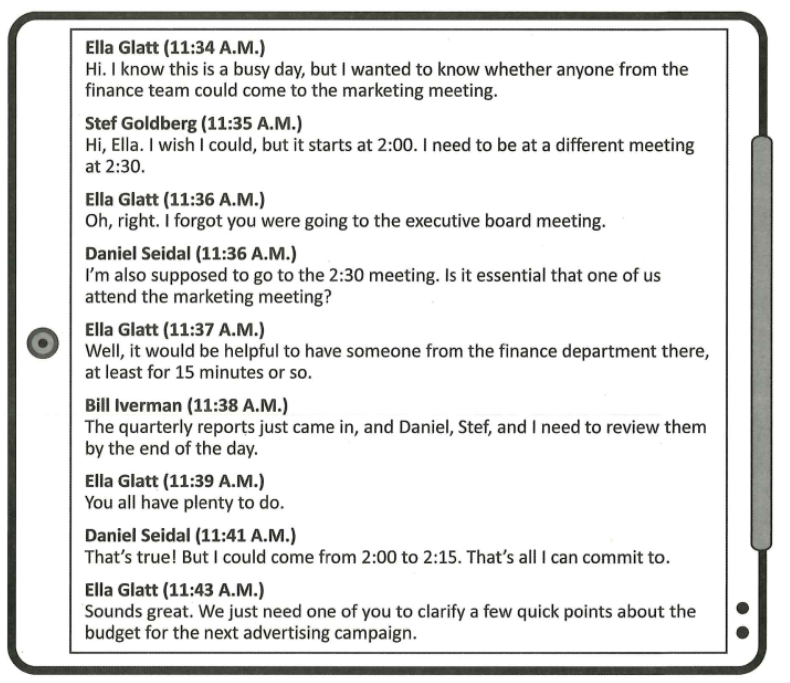 Ella Glatt (11:34 A.M.)
Hi. I know this is a busy day, but I wanted to know whether anyone from the
finance team could come to the marketing meeting.
Stef Goldberg (11:35 A.M.)
Hi, Ella. I wish I could, but it starts at 2:00. I need to be at a different meeting
at 2:30.
Ella Glatt (11:36 A.M.)
Oh, right. I forgot you were going to the executive board meeting.
Daniel Seidal (11:36 A.M.)
I'm also supposed to go to the 2:30 meeting. Is it essential that one of us
attend the marketing meeting?
Ella Glatt (11:37 A.M.)
Well, it would be helpful to have someone from the finance department there,
at least for 15 minutes or so.
Bill Iverman (11:38 A.M.)
The quarterly reports just came in, and Daniel, Stef, and I need to review them
by the end of the day.
Ella Glatt (11:39 A.M.)
You all have plenty to do.
Daniel Seidal (11:41 A.M.)
That's true! But I could come from 2:00 to 2:15. That's all I can commit to.
Ella Glatt (11:43 A.M.)
Sounds great. We just need one of you to clarify a few quick points about the
budget for the next advertising campaign.